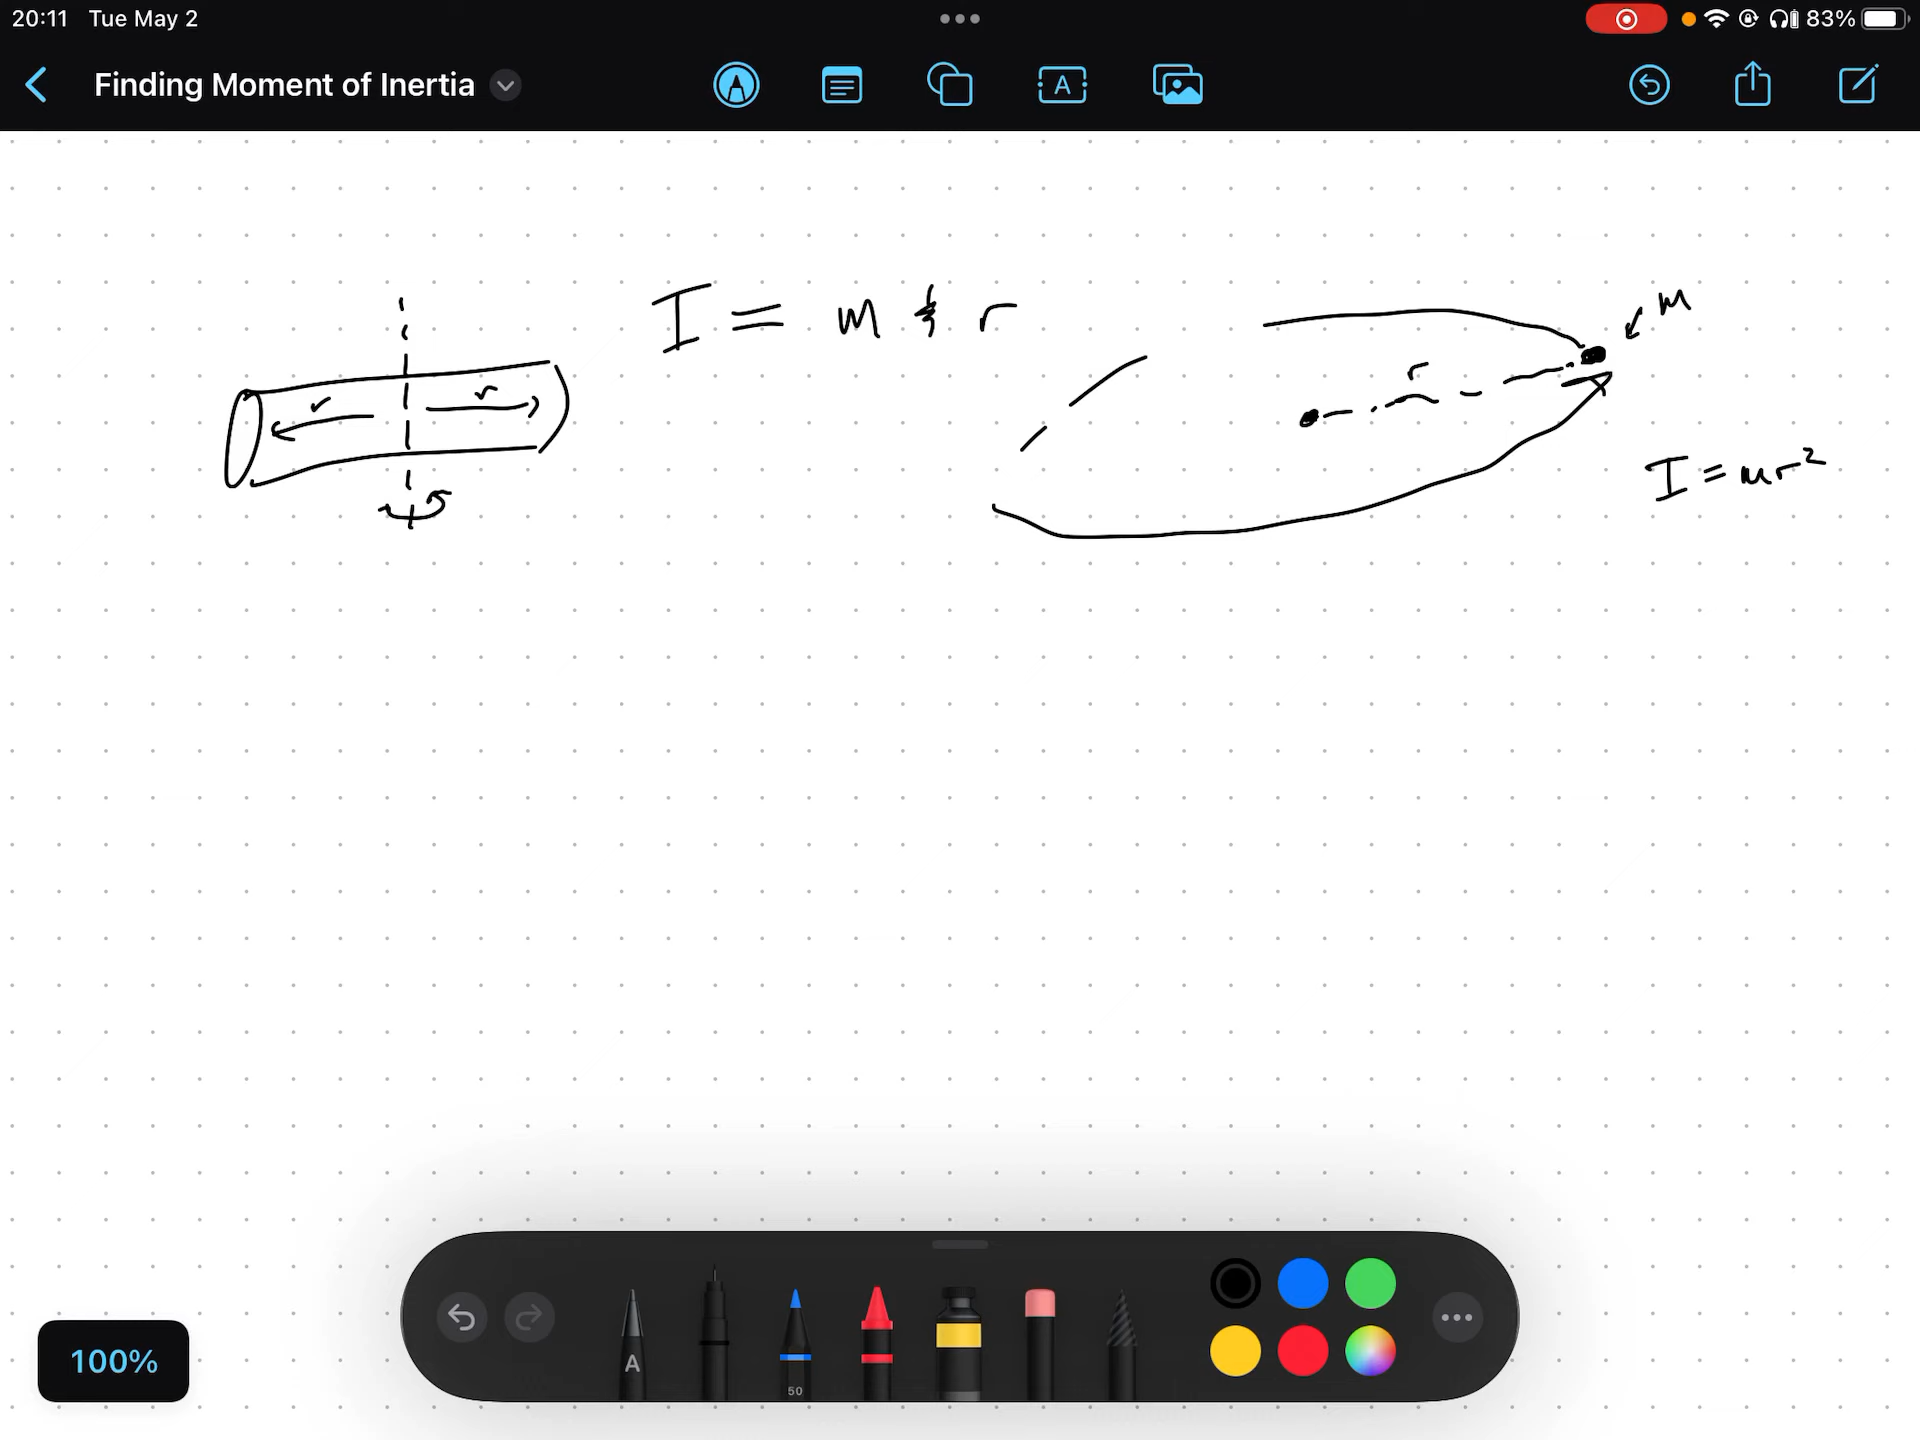 20:11 Tue May 2
83%
Finding Moment of Inertia
I = m & r
m
r
r
r
I = mr²
A
50
100%